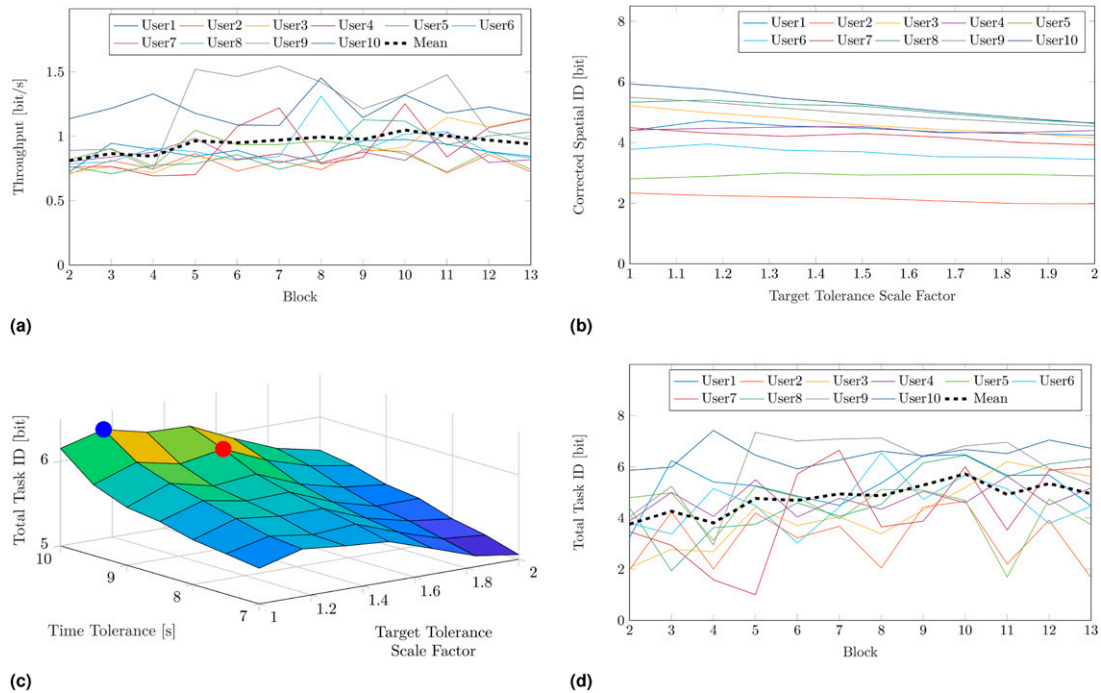 User1 User2 User3 User4 User5 User6
User7 User8 User9 User10 Mean
1.5
1
0.5
0
Throughput [bit/s]
2 3 4 5 6 7 8 9 10 11 12 13
Block
(a)
User1 User2 User3 User4 User5
User6 User7 User8 User9 User10
8
6
4
2
0
Corrected Spatial ID [bit]
1 1.1 1.2 1.3 1.4 1.5 1.6 1.7 1.8 1.9 2
Target Tolerance Scale Factor
(b)
Total Task ID [bit]
6
5
10
9
8
7
Time Tolerance [s]
1
1.2
1.4
1.6
1.8
2
Target Tolerance
Scale Factor
(c)
User1 User2 User3 User4 User5 User6
User7 User8 User9 User10 Mean
8
6
4
2
0
Total Task ID [bit]
2 3 4 5 6 7 8 9 10 11 12 13
Block
(d)